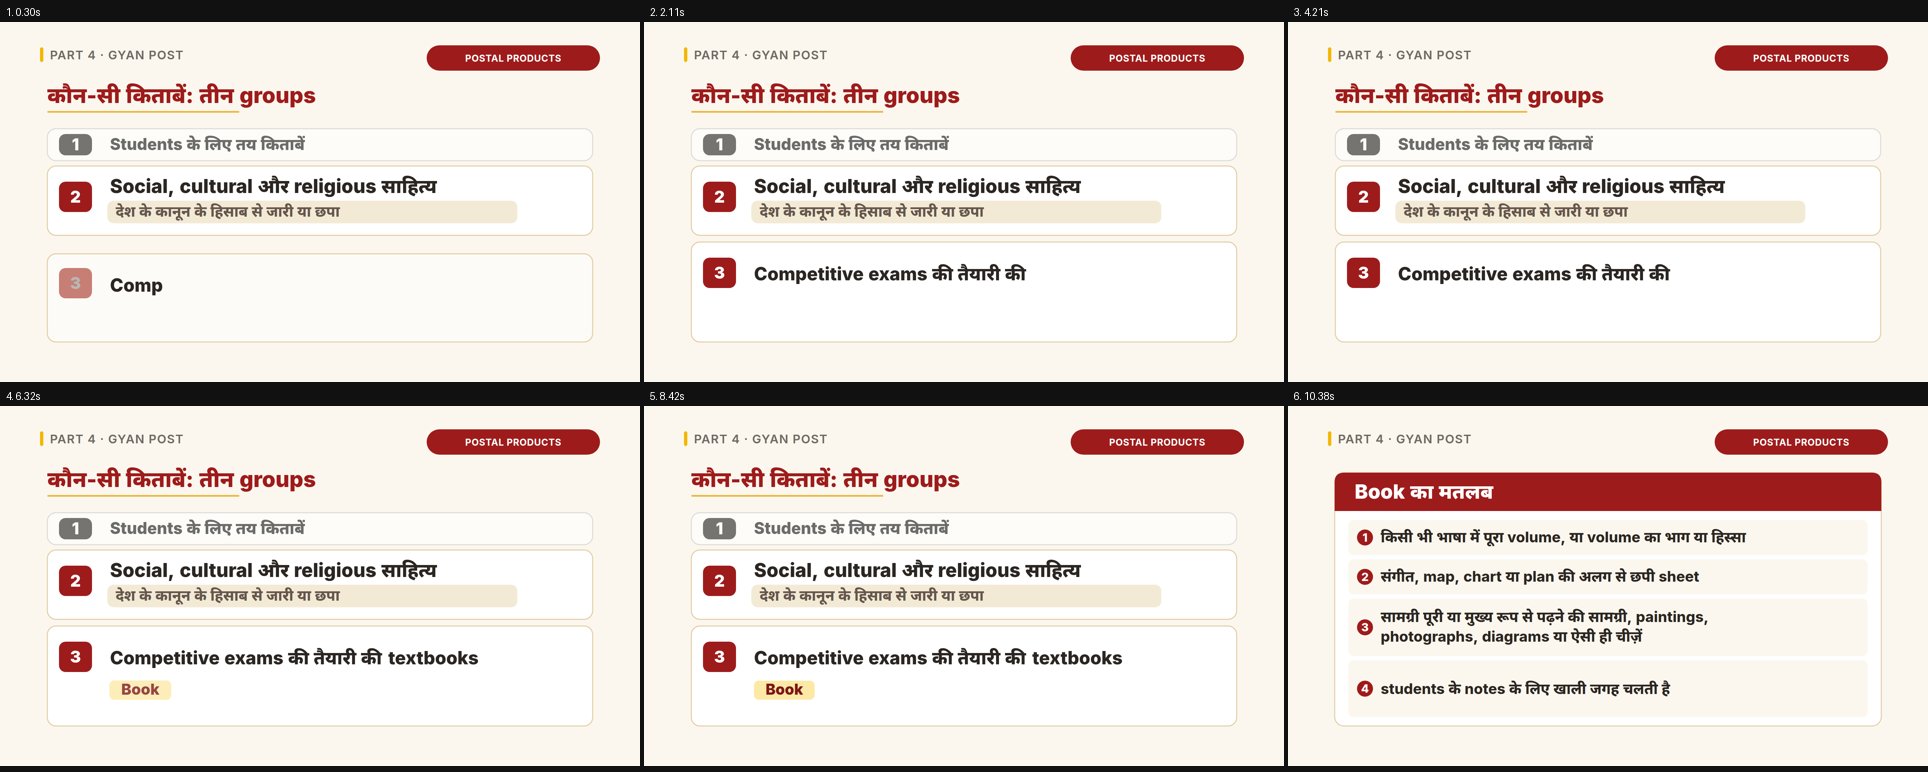 1. 0.30s
PART 4 · GYAN POST
POSTAL PRODUCTS
कौन-सी किताबें: तीन groups
1 Students के लिए तय किताबें
2 Social, cultural और religious साहित्य
देश के कानून के हिसाब से जारी या छपा
3 Comp
2. 2.11s
PART 4 · GYAN POST
POSTAL PRODUCTS
कौन-सी किताबें: तीन groups
1 Students के लिए तय किताबें
2 Social, cultural और religious साहित्य
देश के कानून के हिसाब से जारी या छपा
3 Competitive exams की तैयारी की
3. 4.21s
PART 4 · GYAN POST
POSTAL PRODUCTS
कौन-सी किताबें: तीन groups
1 Students के लिए तय किताबें
2 Social, cultural और religious साहित्य
देश के कानून के हिसाब से जारी या छपा
3 Competitive exams की तैयारी की
4. 6.32s
PART 4 · GYAN POST
POSTAL PRODUCTS
कौन-सी किताबें: तीन groups
1 Students के लिए तय किताबें
2 Social, cultural और religious साहित्य
देश के कानून के हिसाब से जारी या छपा
3 Competitive exams की तैयारी की textbooks
Book
5. 8.42s
PART 4 · GYAN POST
POSTAL PRODUCTS
कौन-सी किताबें: तीन groups
1 Students के लिए तय किताबें
2 Social, cultural और religious साहित्य
देश के कानून के हिसाब से जारी या छपा
3 Competitive exams की तैयारी की textbooks
Book
6. 10.38s
PART 4 · GYAN POST
POSTAL PRODUCTS
Book का मतलब
1 किसी भी भाषा में पूरा volume, या volume का भाग या हिस्सा
2 संगीत, map, chart या plan की अलग से छपी sheet
3 सामग्री पूरी या मुख्य रूप से पढ़ने की सामग्री, paintings,
photographs, diagrams या ऐसी ही चीज़ें
4 students के notes के लिए खाली जगह चलती है